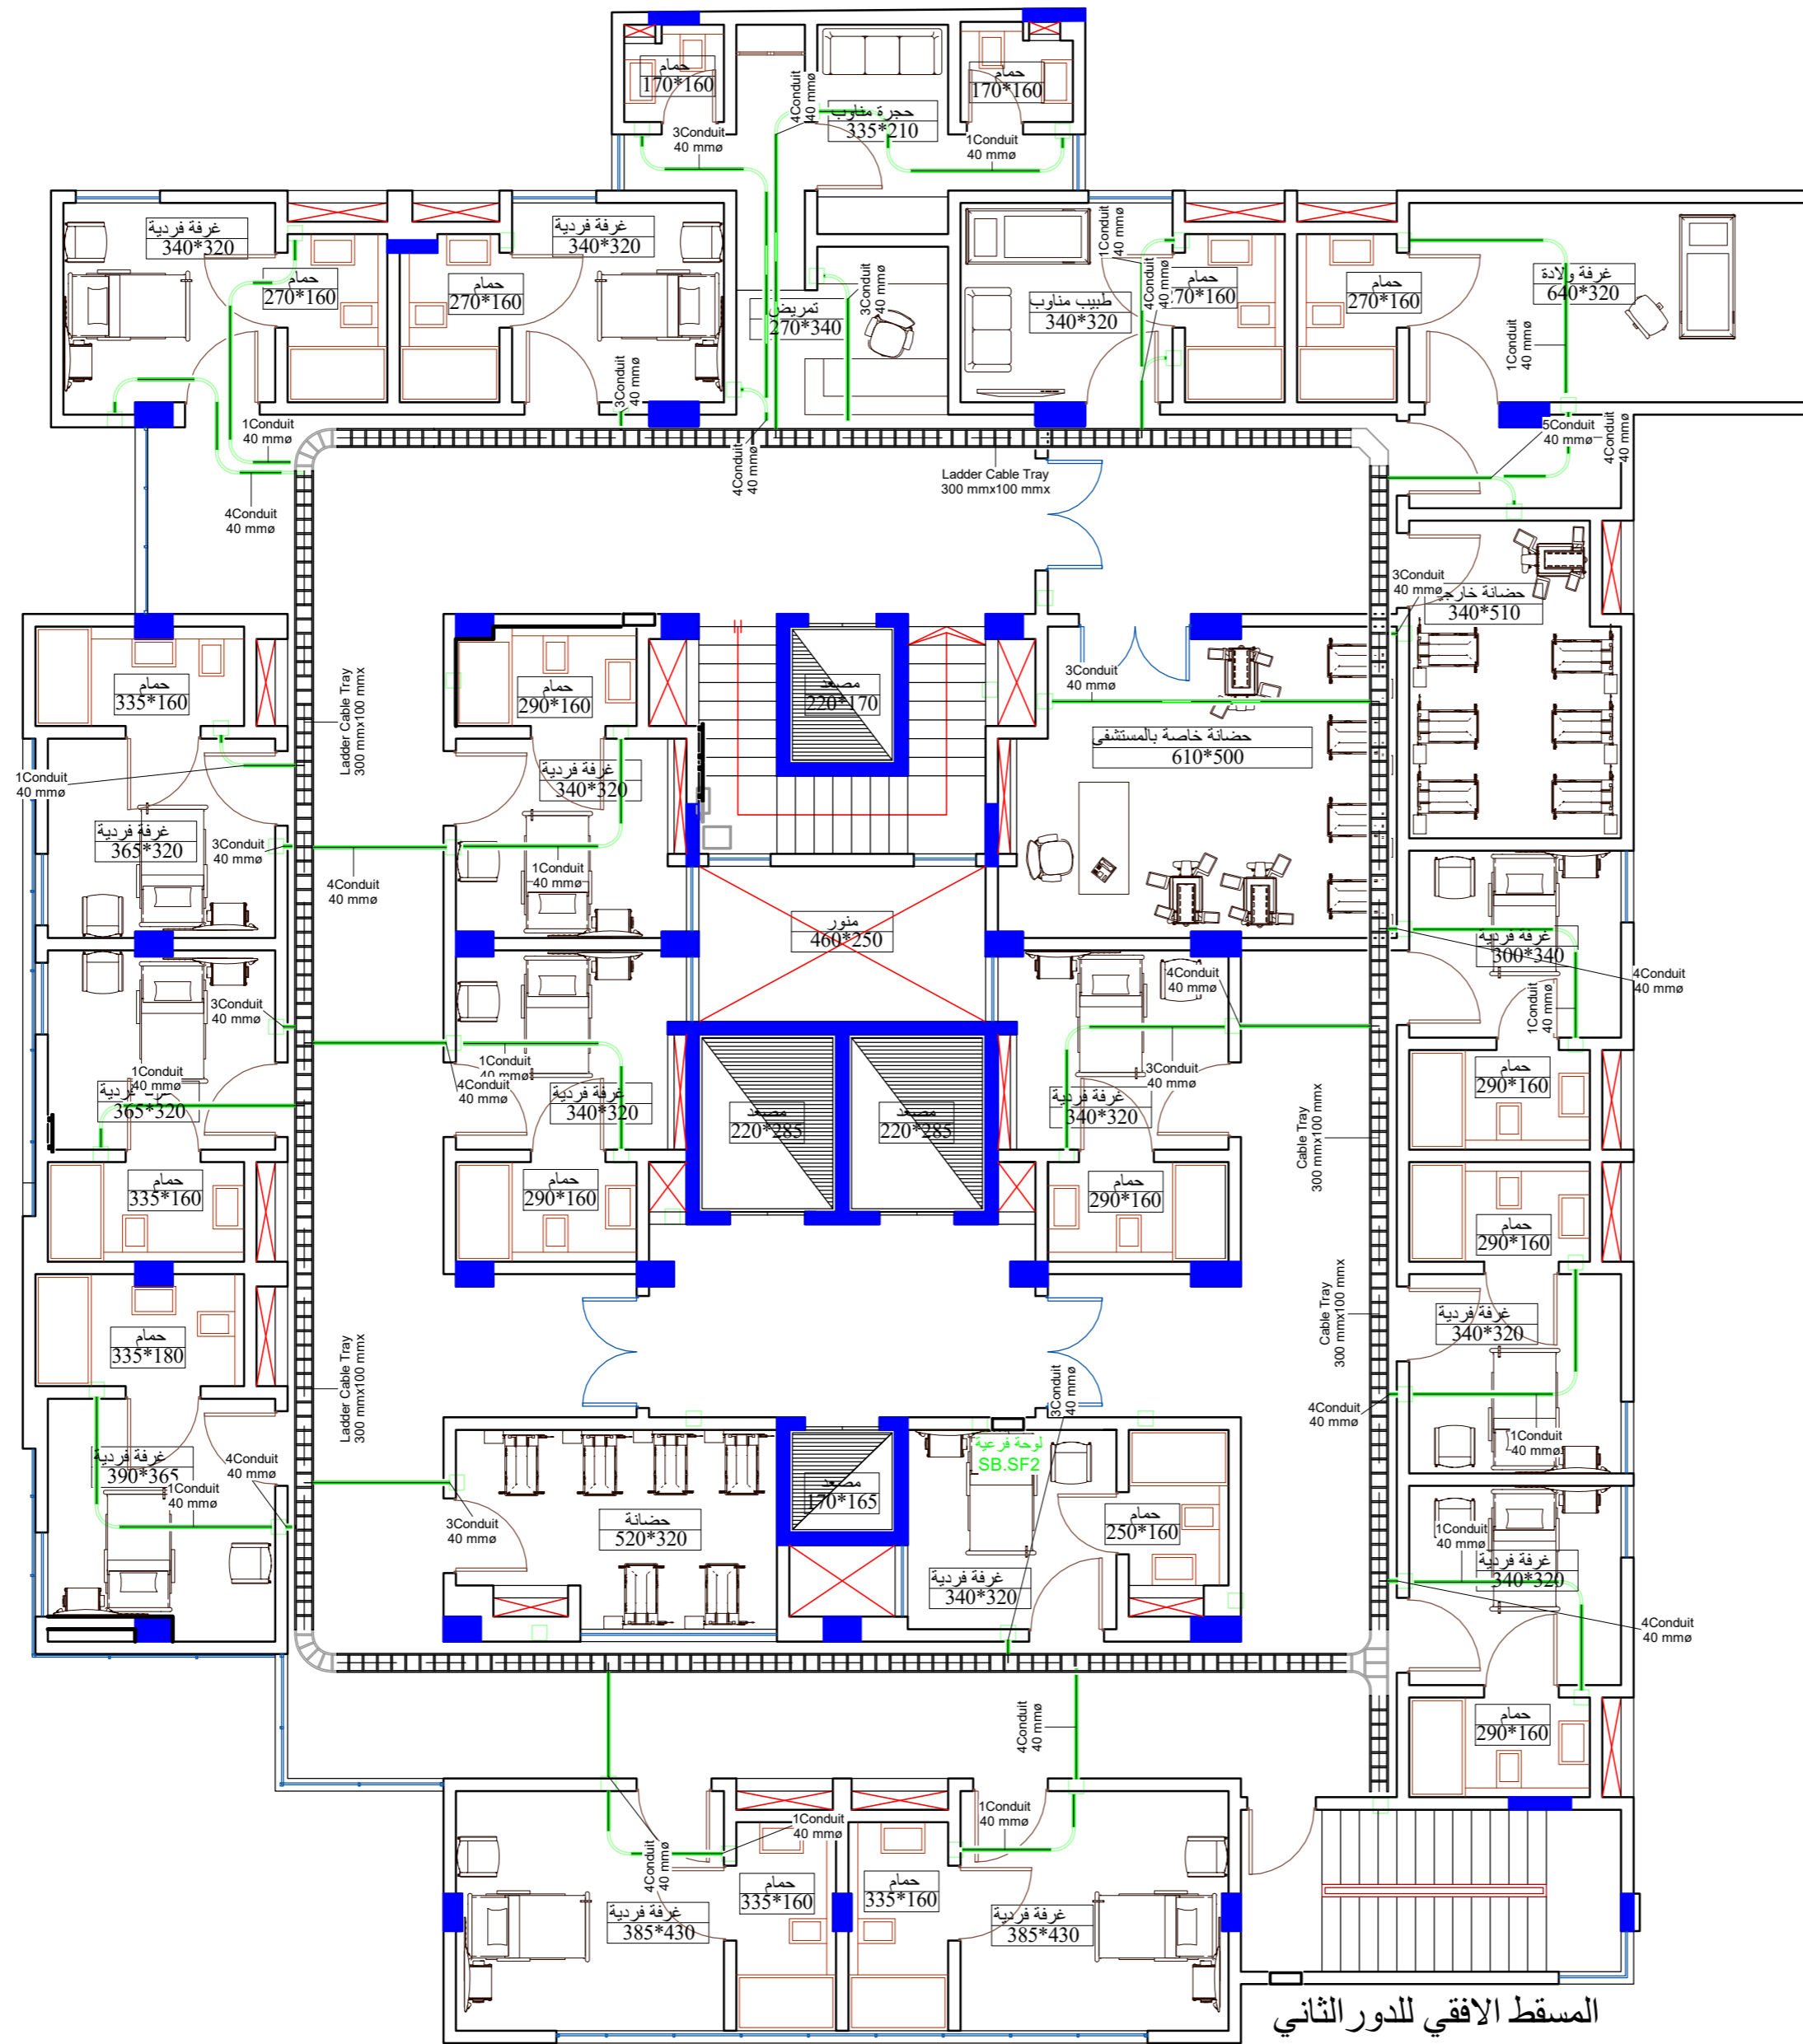 حمام
170*160
4Conduit
40 mmø
حجرة مناوب
335*210
حمام
170*160
3Conduit
40 mmø
1Conduit
40 mmø
غرفة فردية
340*320
حمام
270*160
حمام
270*160
غرفة فردية
340*320
تمريض
270*340
3Conduit
40 mmø
طبيب مناوب
340*320
1Conduit
40 mmø
4Conduit
40 mmø
حمام
270*160
حمام
270*160
غرفة ولادة
640*320
1Conduit
40 mmø
1Conduit
40 mmø
4Conduit
40 mmø
3Conduit
40 mmø
4Conduit
40 mmø
Ladder Cable Tray
300 mmx100 mmx
5Conduit
40 mmø
4Conduit
40 mmø
3Conduit
40 mmø
340*510
حمام
335*160
Ladder Cable Tray
300 mmx100 mmx
حمام
290*160
مصعد
220*170
3Conduit
40 mmø
حضانة خاصة بالمستشفى
610*500
1Conduit
40 mmø
غرفة فردية
340*320
غرفة فردية
365*320
3Conduit
40 mmø
4Conduit
40 mmø
1Conduit
40 mmø
منور
460*250
غرفة فردية
300*340
4Conduit
40 mmø
4Conduit
40 mmø
1Conduit
40 mmø
3Conduit
40 mmø
1Conduit
40 mmø
365*320
1Conduit
40 mmø
4Conduit
40 mmø
غرفة فردية
340*320
مصعد
220*285
مصعد
220*285
3Conduit
40 mmø
غرفة فردية
340*320
حمام
290*160
Cable Tray
300 mmx100 mmx
حمام
335*160
حمام
290*160
حمام
290*160
حمام
290*160
حمام
335*180
Ladder Cable Tray
300 mmx100 mmx
Cable Tray
300 mmx100 mmx
غرفة فردية
340*320
4Conduit
40 mmø
3Conduit
40 mmø
1Conduit
40 mmø
غرفة فردية
390*365
1Conduit
40 mmø
4Conduit
40 mmø
3Conduit
40 mmø
حضانة
520*320
مصعد
170*165
لوحة فرعية
SB.SF2
حمام
250*160
غرفة فردية
340*320
1Conduit
40 mmø
غرفة فردية
340*320
4Conduit
40 mmø
حمام
290*160
4Conduit
40 mmø
1Conduit
40 mmø
1Conduit
40 mmø
4Conduit
40 mmø
حمام
335*160
حمام
335*160
غرفة فردية
385*430
غرفة فردية
385*430
المسقط الافقي للدور الثاني